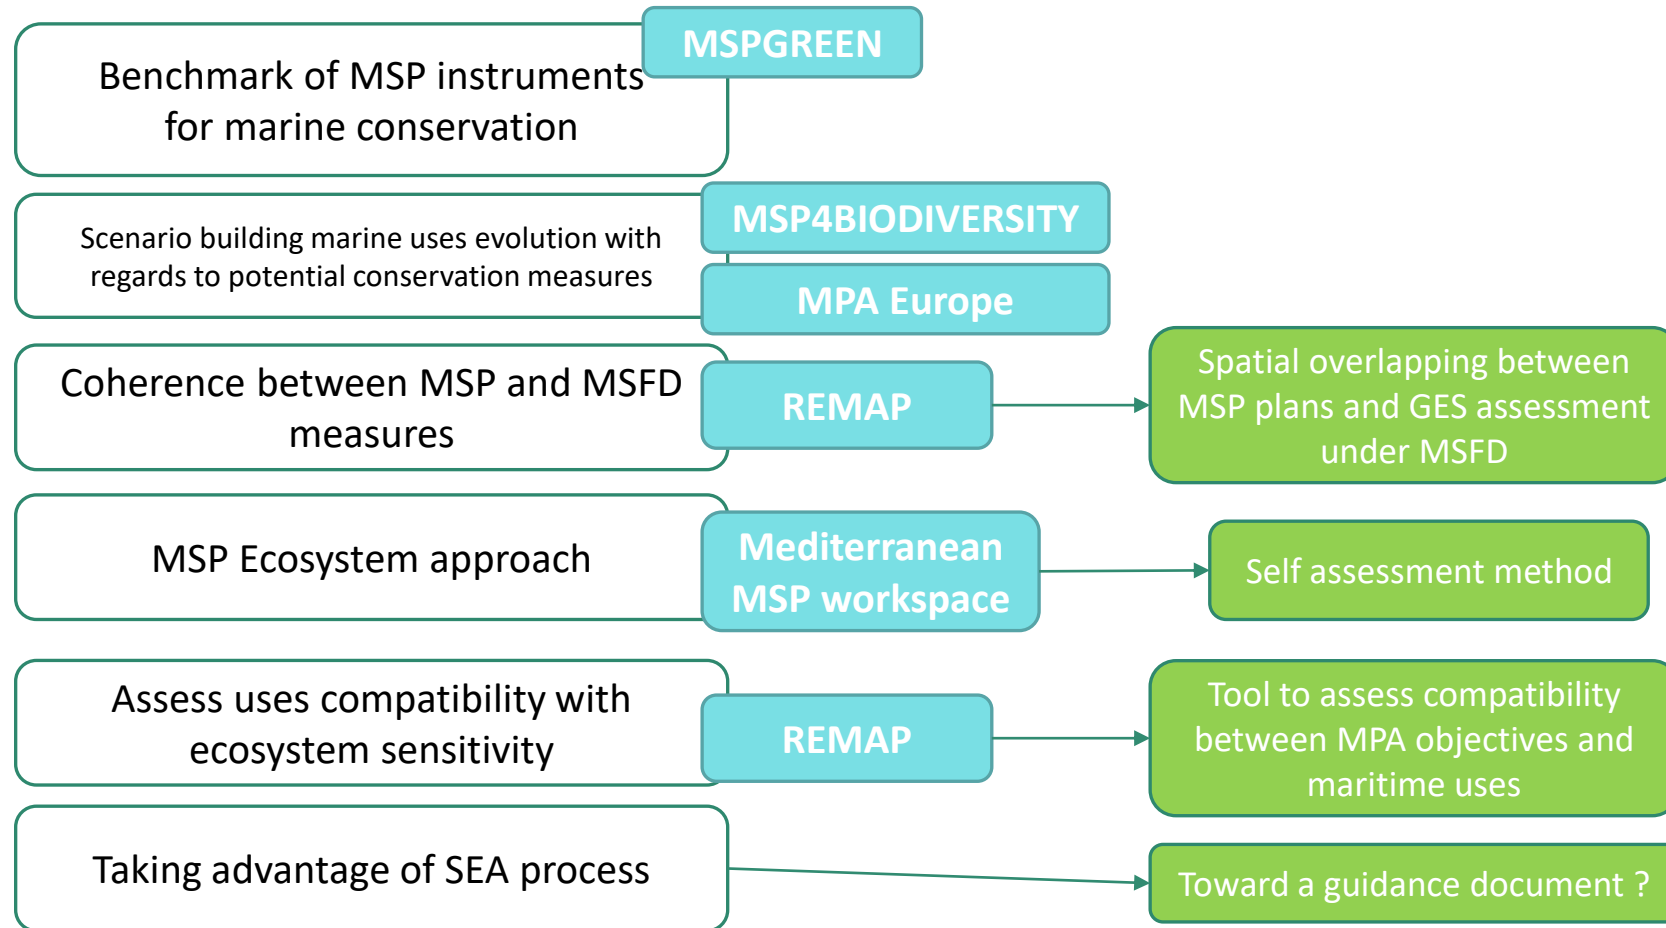 MSPGREEN
Benchmark of MSP instruments
for marine conservation
Scenario building marine uses evolution with
regards to potential conservation measures
MSP4BIODIVERSITY
MPA Europe
Coherence between MSP and MSFD
measures
REMAP
Spatial overlapping between
MSP plans and GES assessment
under MSFD
MSP Ecosystem approach
Mediterranean
MSP workspace
Self assessment method
Assess uses compatibility with
ecosystem sensitivity
REMAP
Tool to assess compatibility
between MPA objectives and
maritime uses
Taking advantage of SEA process
Toward a guidance document ?